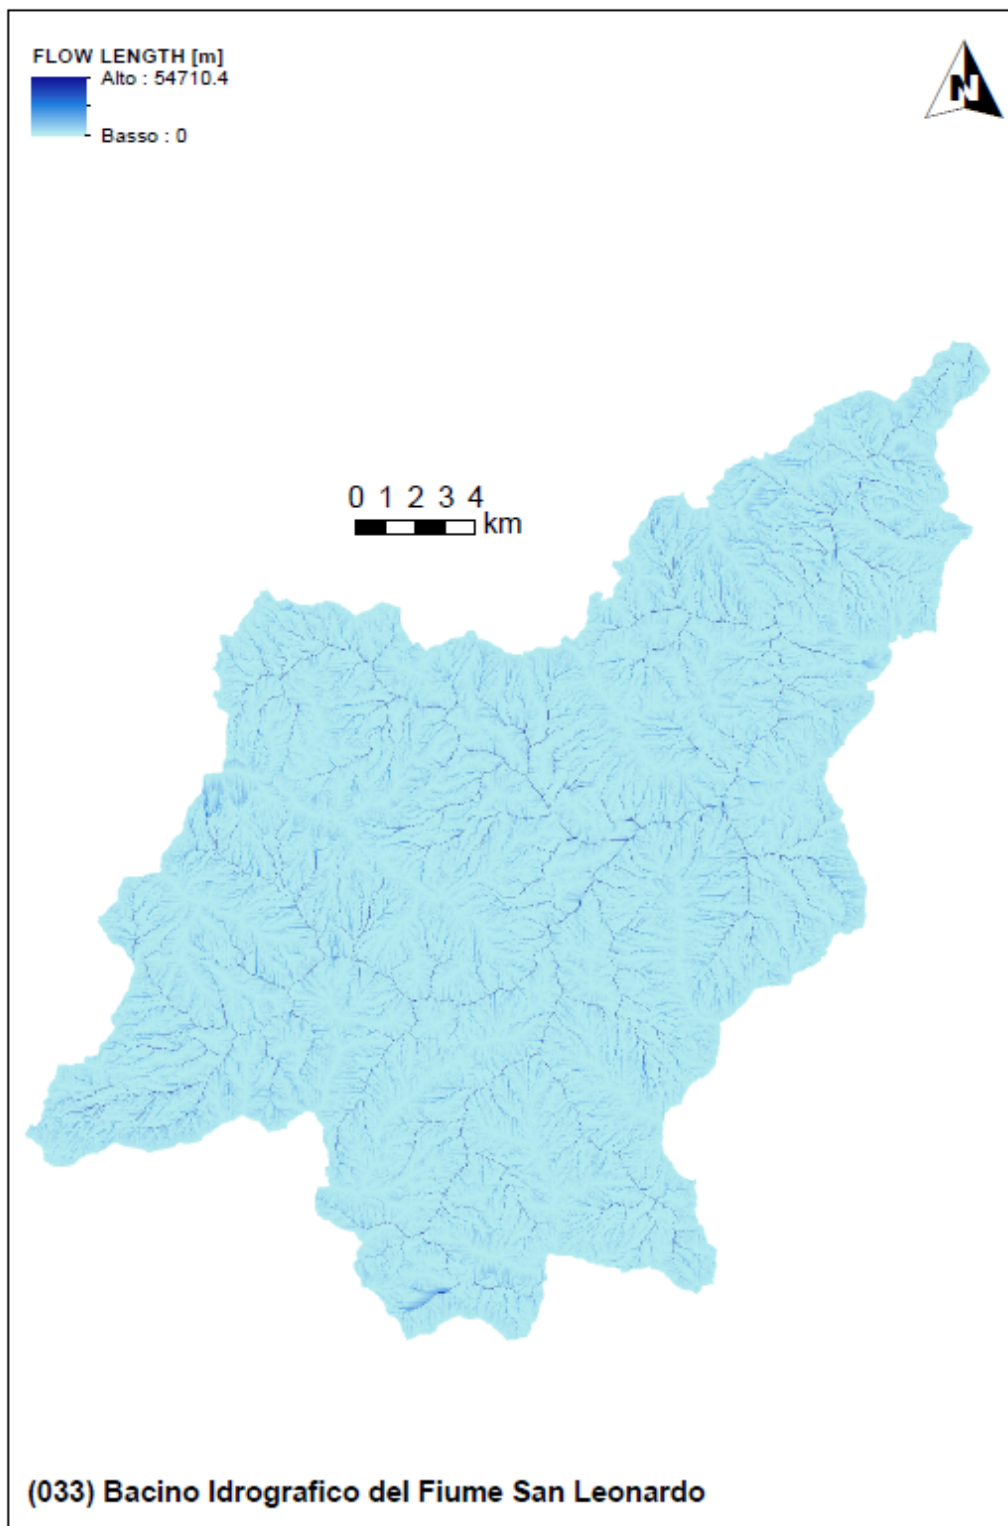 FLOW LENGTH [m]
Alto : 54710.4
Basso : 0
N
0 1 2 3 4
km
(033) Bacino Idrografico del Fiume San Leonardo